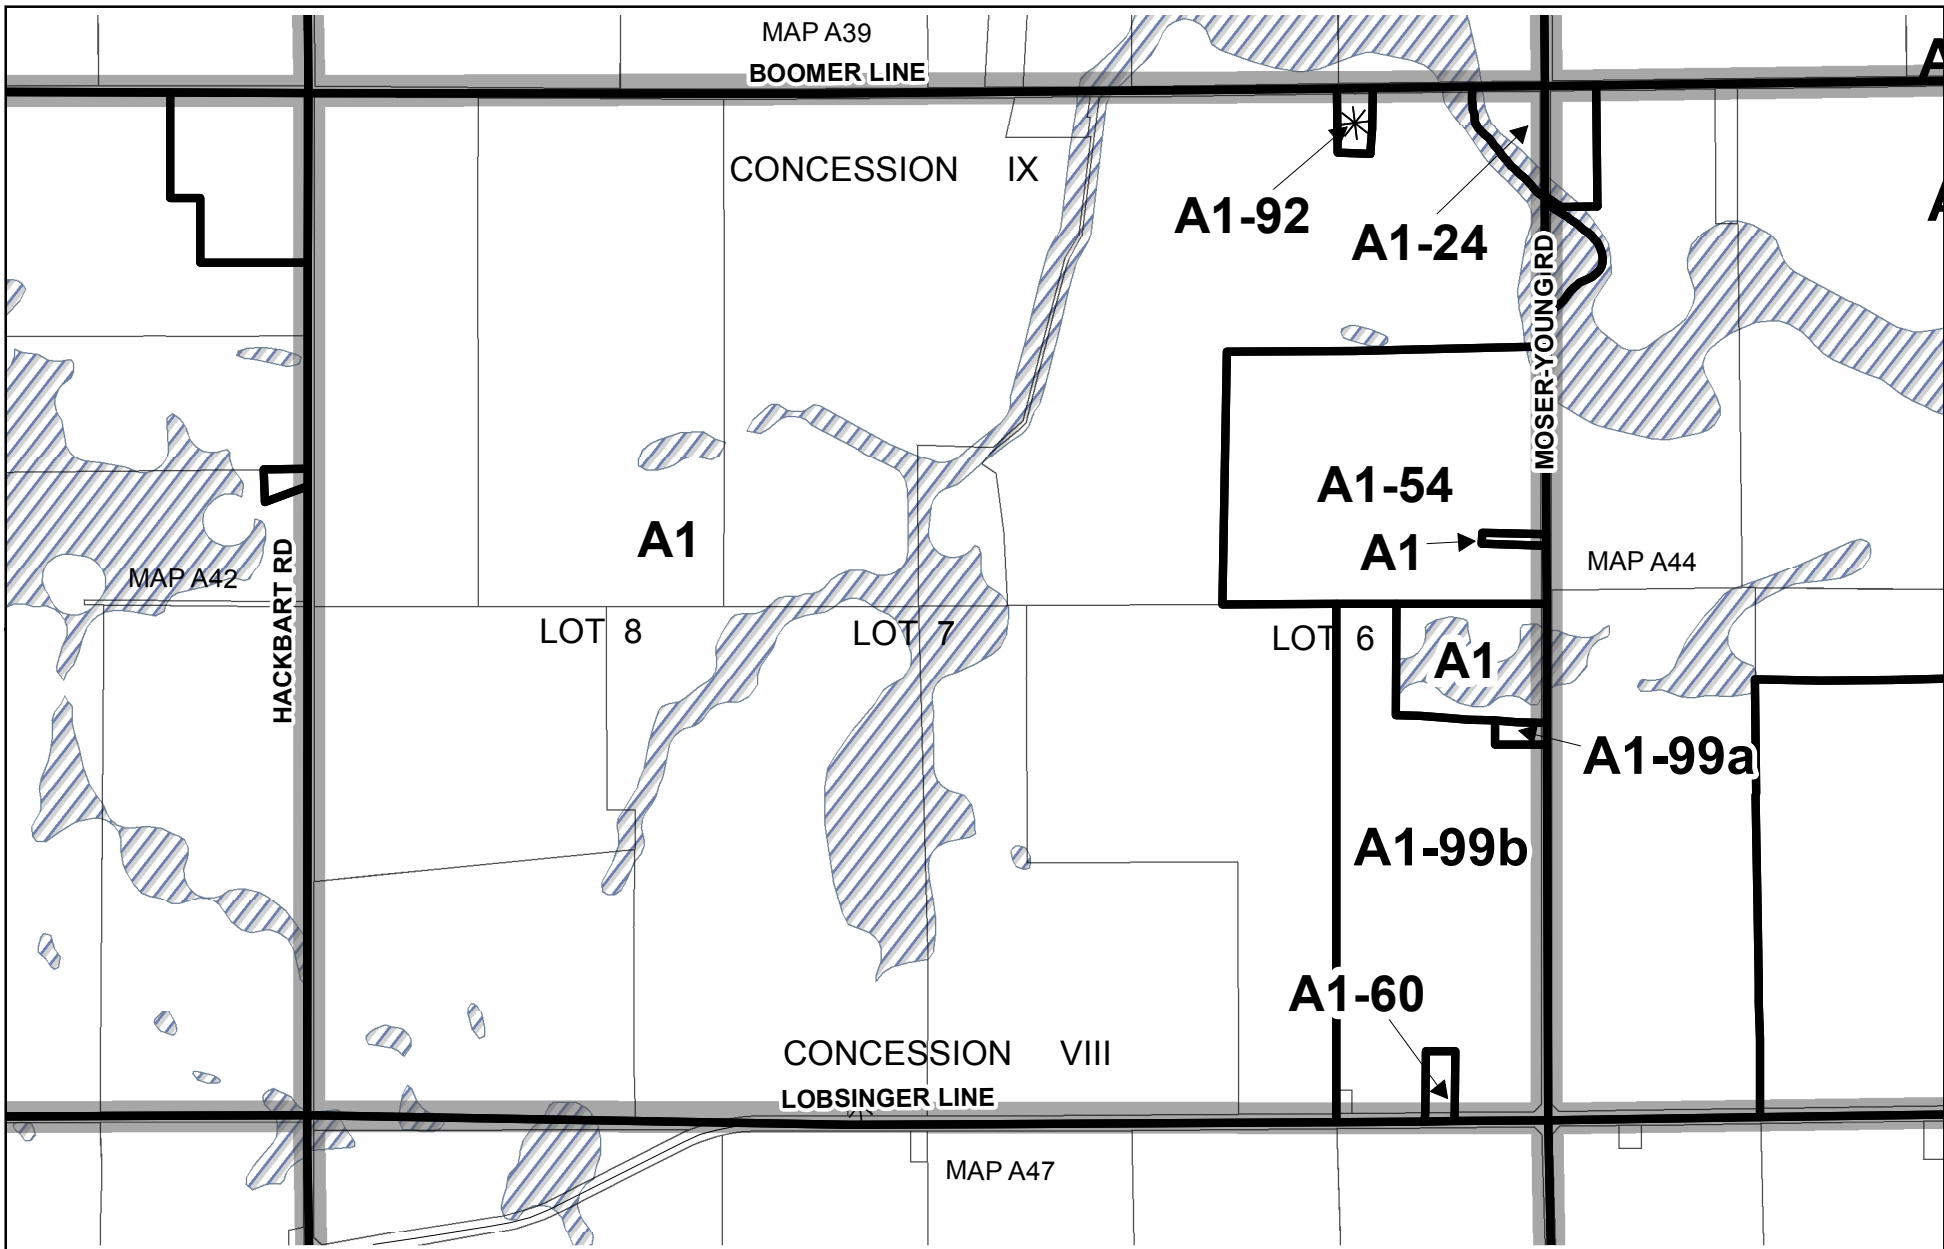 MAP A39
BOOMER LINE
CONCESSION IX
A1-92
A1-24
MOSER-YOUNG RD
A1-54
A1
A1
MAP A42
MAP A44
HACKBART RD
LOT 8
LOT 7
LOT 6
A1
A1-99a
A1-99b
A1-60
CONCESSION VIII
LOBSINGER LINE
MAP A47